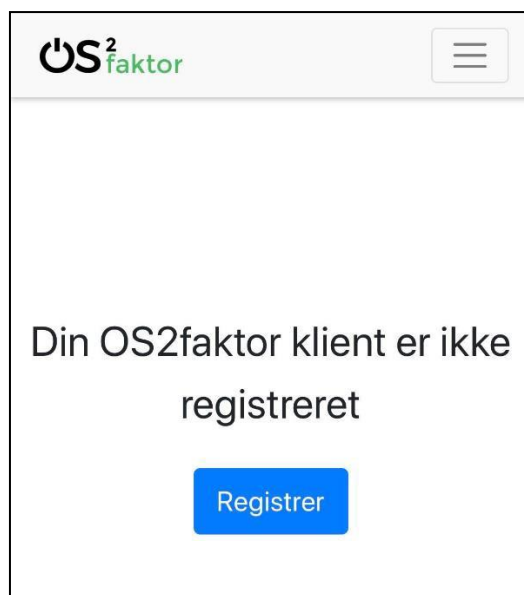 OS2faktor
Din OS2faktor klient er ikke
registreret
Registrer